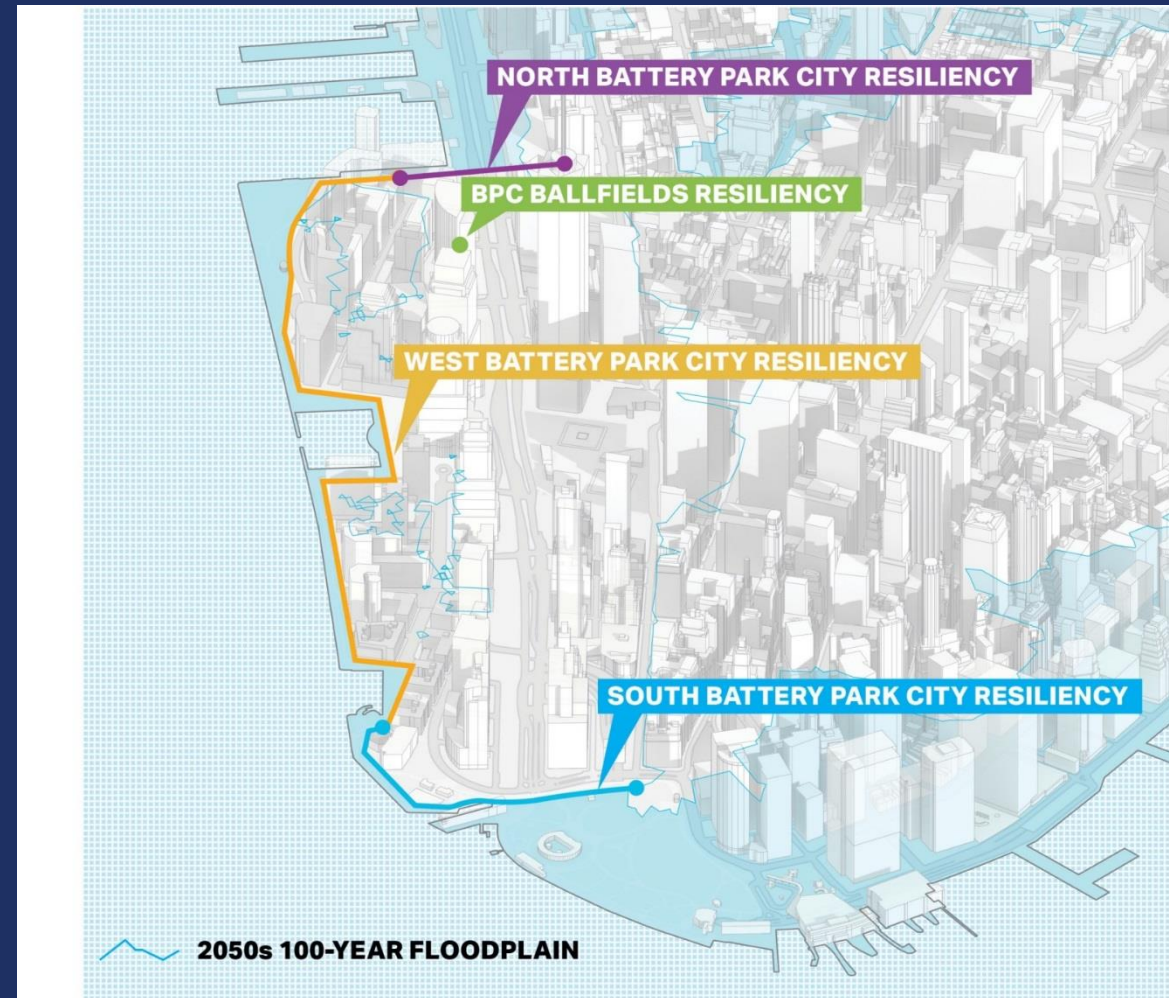 NORTH BATTERY PARK CITY RESILIENCY
BPC BALLFIELDS RESILIENCY
WEST BATTERY PARK CITY RESILIENCY
SOUTH BATTERY PARK CITY RESILIENCY
2050s 100-YEAR FLOODPLAIN